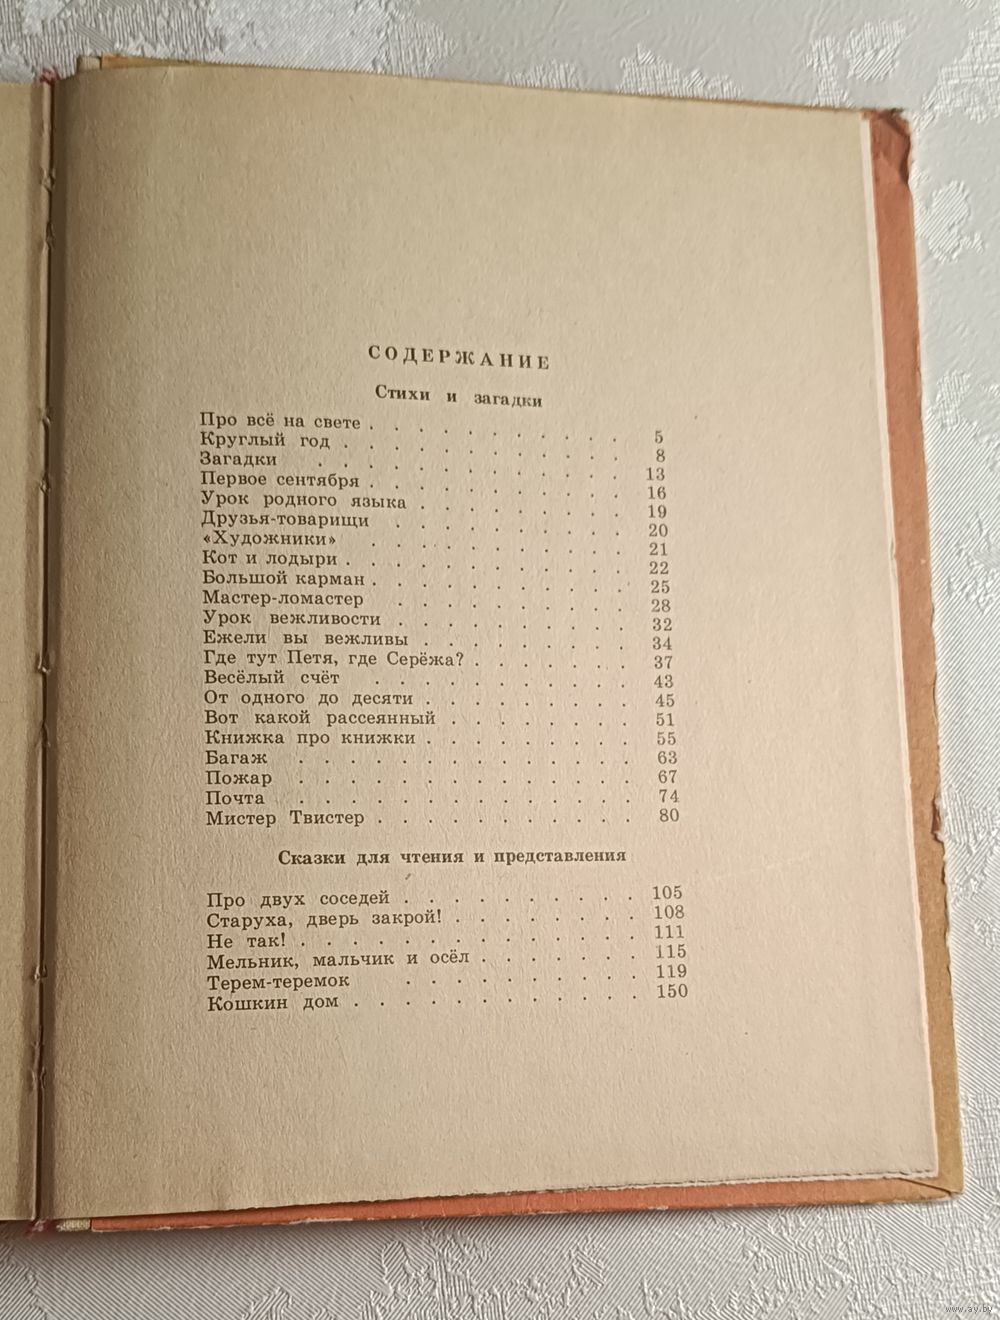 СОДЕРЖАНИЕ
Стихи и загадки
Про всё на свете . . . . . . . . . . 5
Круглый год . . . . . . . . . . . 8
Загадки . . . . . . . . . . . . 13
Первое сентября . . . . . . . . . . 16
Урок родного языка . . . . . . . . 19
Друзья-товарищи . . . . . . . . . 20
«Художники» . . . . . . . . . . 21
Кот и лодыри . . . . . . . . . . . 22
Большой карман . . . . . . . . . . 25
Мастер-ломастер . . . . . . . . . 28
Урок вежливости . . . . . . . . . 32
Ежели вы вежливы . . . . . . . . 34
Где тут Петя, где Серёжа? . . . . . . . 37
Весёлый счёт . . . . . . . . . . 43
От одного до десяти . . . . . . . . 45
Вот какой рассеянный . . . . . . . 51
Книжка про книжки . . . . . . . . 55
Багаж . . . . . . . . . . . . . 63
Пожар . . . . . . . . . . . . . 67
Почта . . . . . . . . . . . . . 74
Мистер Твистер . . . . . . . . . . 80
Сказки для чтения и представления
Про двух соседей . . . . . . . . . 105
Старуха, дверь закрой! . . . . . . . 108
Не так! . . . . . . . . . . . . . 111
Мельник, мальчик и осёл . . . . . . 115
Терем-теремок . . . . . . . . . 119
Кошкин дом . . . . . . . . . . . 150
www.ay.by